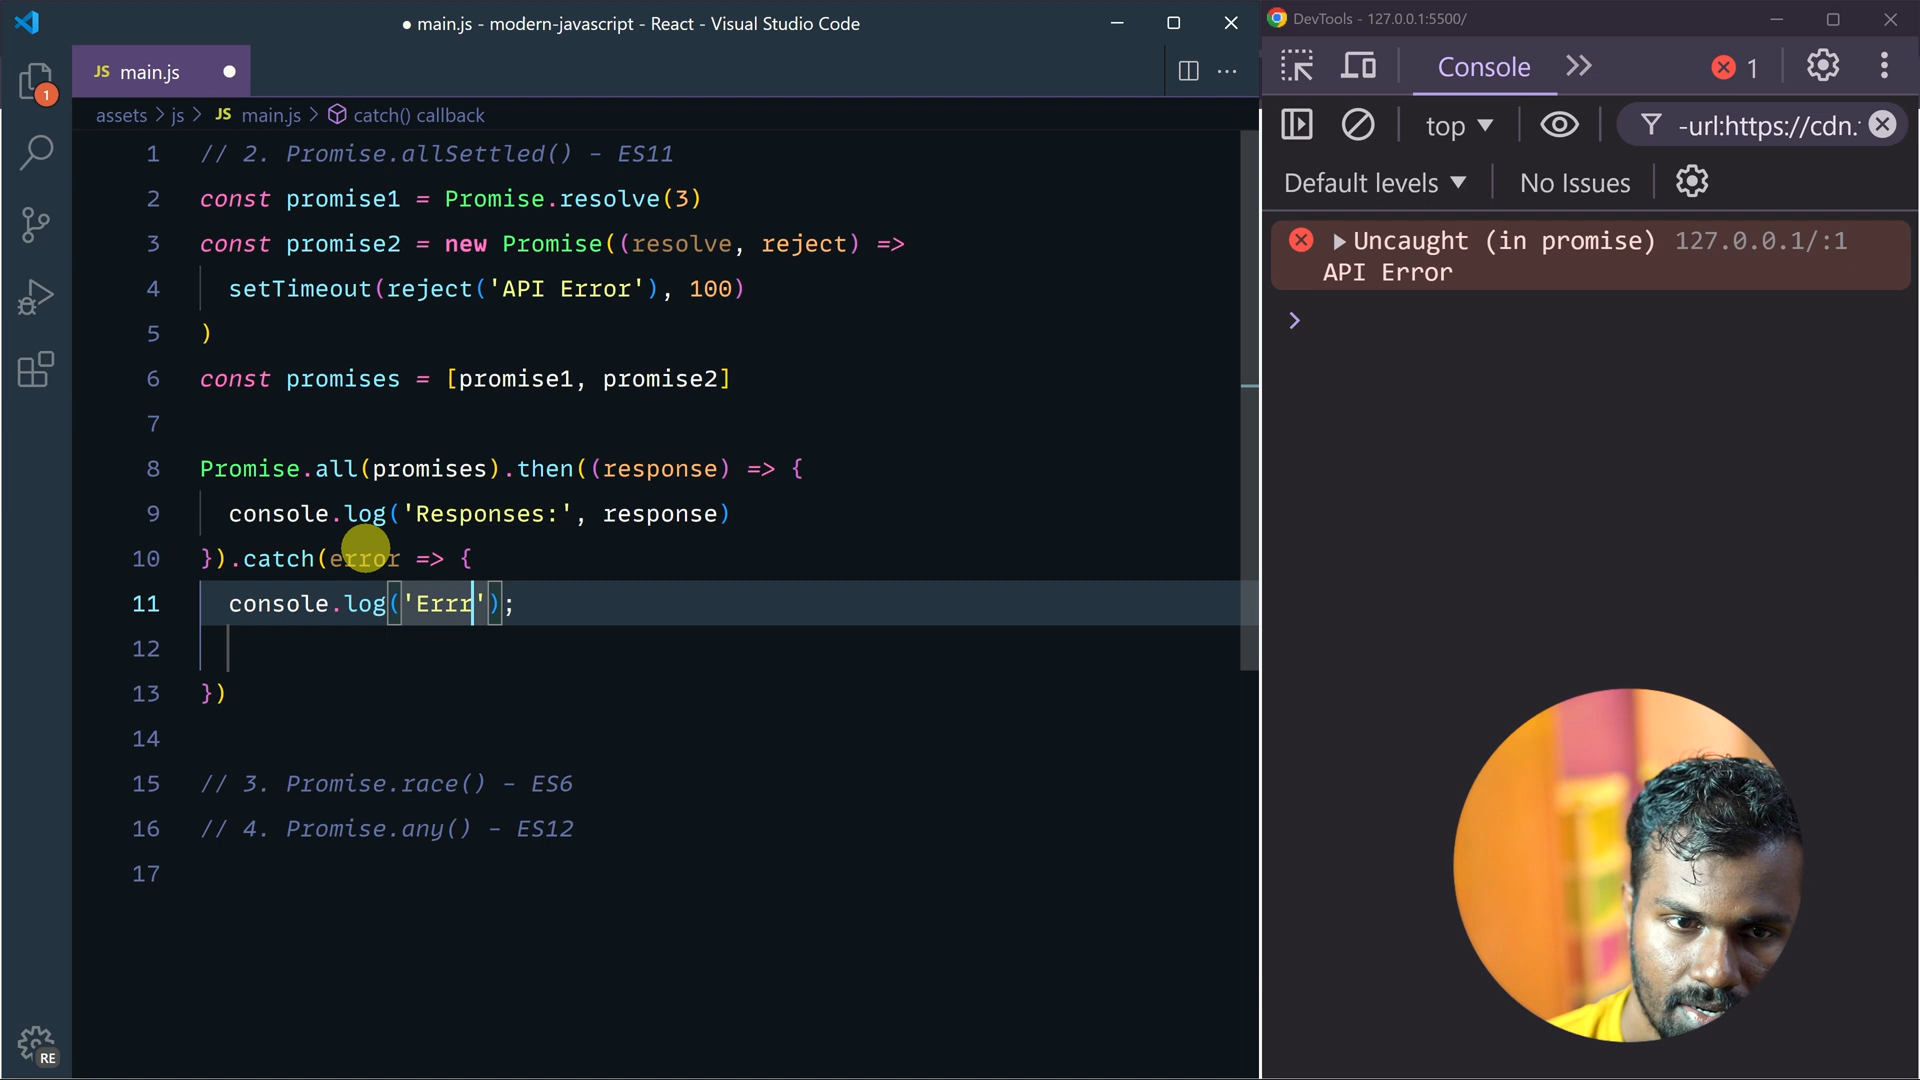 ● main.js - modern-javascript - React - Visual Studio Code
JS main.js
assets > js > JS main.js > catch() callback
1
1 // 2. Promise.allSettled() - ES11
2 const promise1 = Promise.resolve(3)
3 const promise2 = new Promise((resolve, reject) =>
4 setTimeout(reject('API Error'), 100)
5 )
6 const promises = [promise1, promise2]
7
8 Promise.all(promises).then((response) => {
9 console.log('Responses:', response)
10 }).catch(error => {
11 console.log('Errr');
12
13 })
14
15 // 3. Promise.race() - ES6
16 // 4. Promise.any() - ES12
17
RE
DevTools - 127.0.0.1:5500/
Console
1
top
-url:https://cdn.
Default levels
No Issues
Uncaught (in promise) 127.0.0.1/:1
API Error